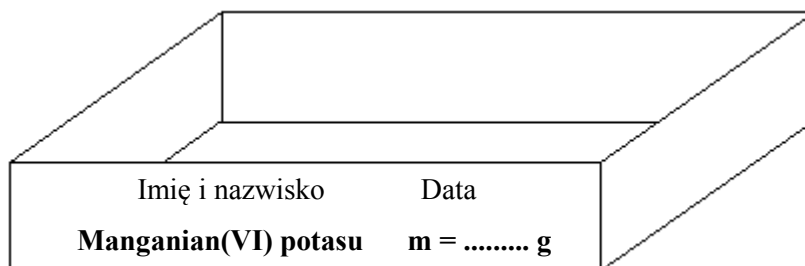 Imię i nazwisko Data
Manganian(VI) potasu m = ......... g